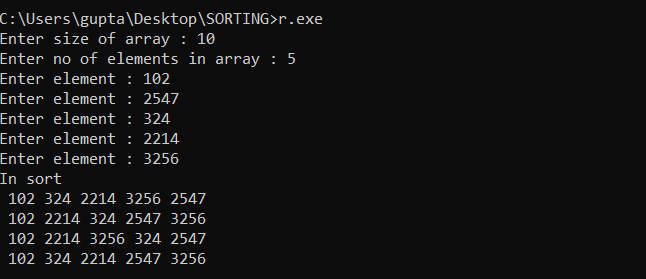 C:\Users\gupta\Desktop\SORTING>r.exe
Enter size of array : 10
Enter no of elements in array : 5
Enter element : 102
Enter element : 2547
Enter element : 324
Enter element : 2214
Enter element : 3256
In sort
 102 324 2214 3256 2547
 102 2214 324 2547 3256
 102 2214 3256 324 2547
 102 324 2214 2547 3256